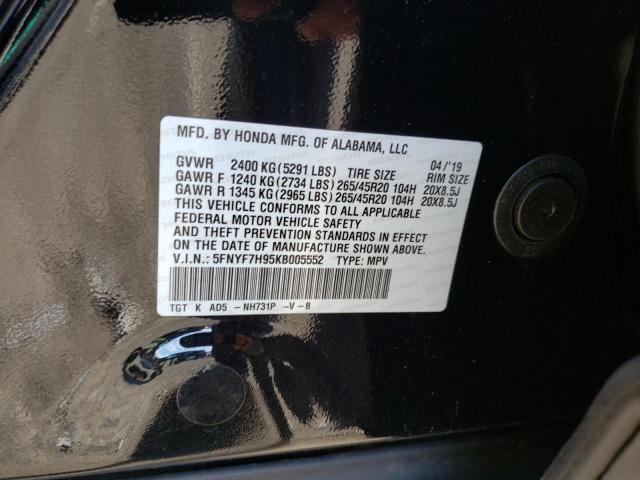 MFD. BY HONDA MFG. OF ALABAMA, LLC
04/'19
GVWR 2400 KG(5291 LBS) TIRE SIZE RIM SIZE
GAWR F 1240 KG(2734 LBS) 265/45R20 104H 20X8.5J
GAWR R 1345 KG(2965 LBS) 265/45R20 104H 20X8.5J
THIS VEHICLE CONFORMS TO ALL APPLICABLE
FEDERAL MOTOR VEHICLE SAFETY
AND THEFT PREVENTION STANDARDS IN EFFECT
ON THE DATE OF MANUFACTURE SHOWN ABOVE.
V.I.N.: 5FNYF7H95KB005552 TYPE: MPV
TGT K AD5 -NH731P -V-B